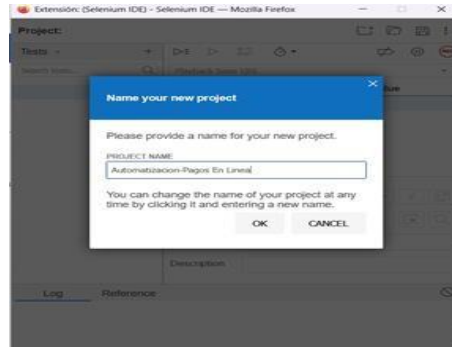 Extensión: (Selenium IDE) - Selenium IDE — Mozilla Firefox
Project:
Tests
Name your new project
Please provide a name for your new project.
PROJECT NAME
Automatizacion-Pagos En Linea
You can change the name of your project at any
time by clicking it and entering a new name.
OK CANCEL
Description
Log Reference